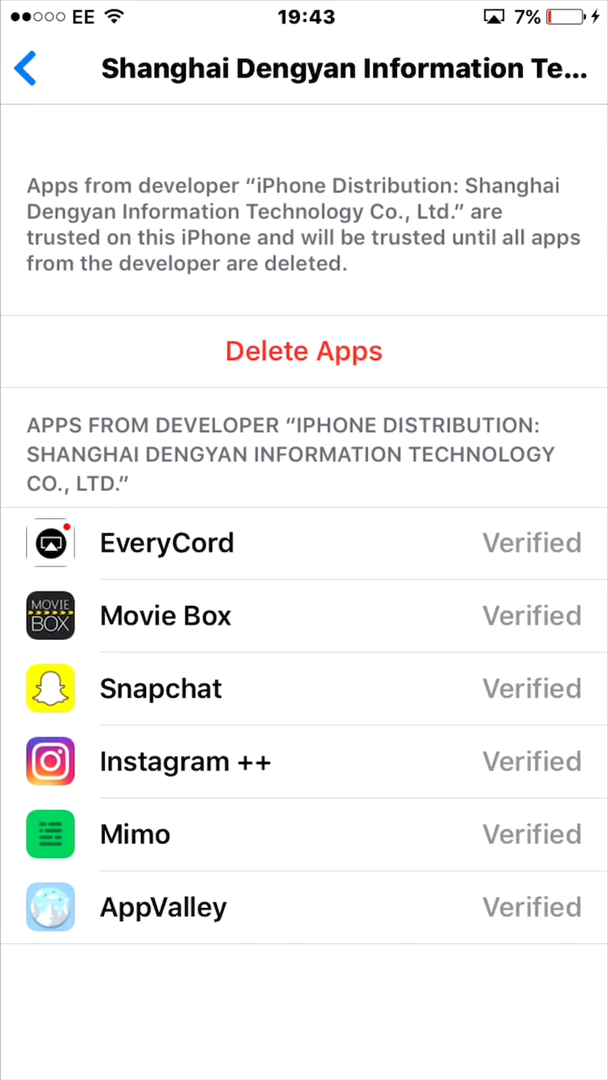 EE 19:43 7%
Shanghai Dengyan Information Te...
Apps from developer “iPhone Distribution: Shanghai
Dengyan Information Technology Co., Ltd.” are
trusted on this iPhone and will be trusted until all apps
from the developer are deleted.
Delete Apps
APPS FROM DEVELOPER “IPHONE DISTRIBUTION:
SHANGHAI DENGYAN INFORMATION TECHNOLOGY
CO., LTD.”
EveryCord Verified
MOVIE
BOX
Movie Box Verified
Snapchat Verified
Instagram ++ Verified
Mimo Verified
AppValley Verified